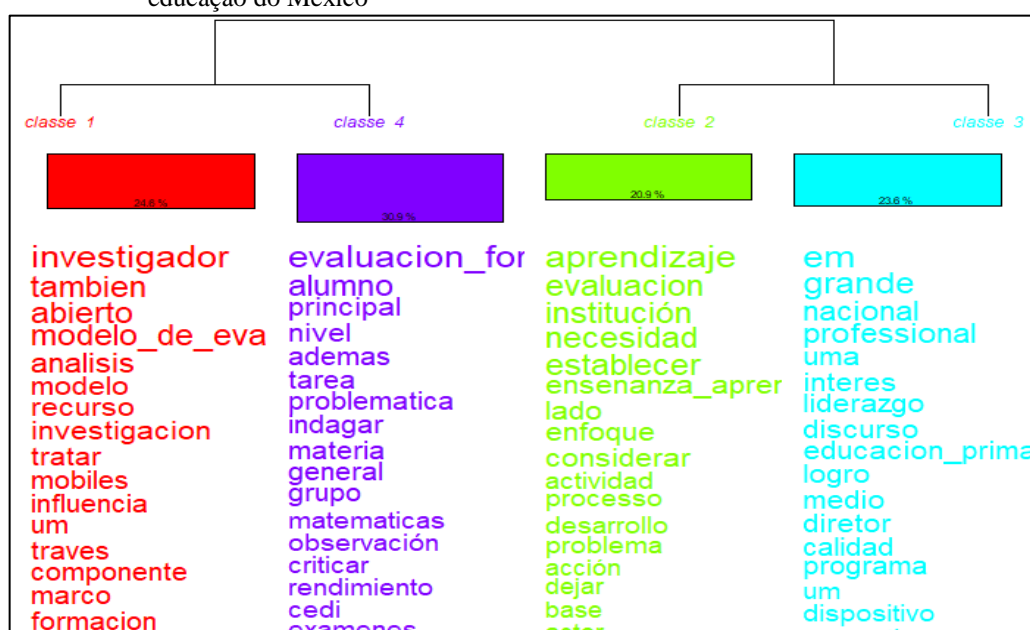 educação do México
classe 1
classe 4
classe 2
classe 3
24.6 %
30.9 %
20.9 %
23.6 %
investigador
tambien
abierto
modelo_de_eva
analisis
modelo
recurso
investigacion
tratar
mobiles
influencia
um
traves
componente
marco
formacion
evaluacion_for
alumno
principal
nivel
ademas
tarea
problematica
indagar
materia
general
grupo
matematicas
observación
criticar
rendimiento
cedi
examenes
aprendizaje
evaluacion
institución
necesidad
establecer
ensenanza_aprer
lado
enfoque
considerar
actividad
processo
desarrollo
problema
acción
dejar
base
em
grande
nacional
professional
uma
interes
liderazgo
discurso
educacion_prima
logro
medio
diretor
calidad
programa
um
dispositivo